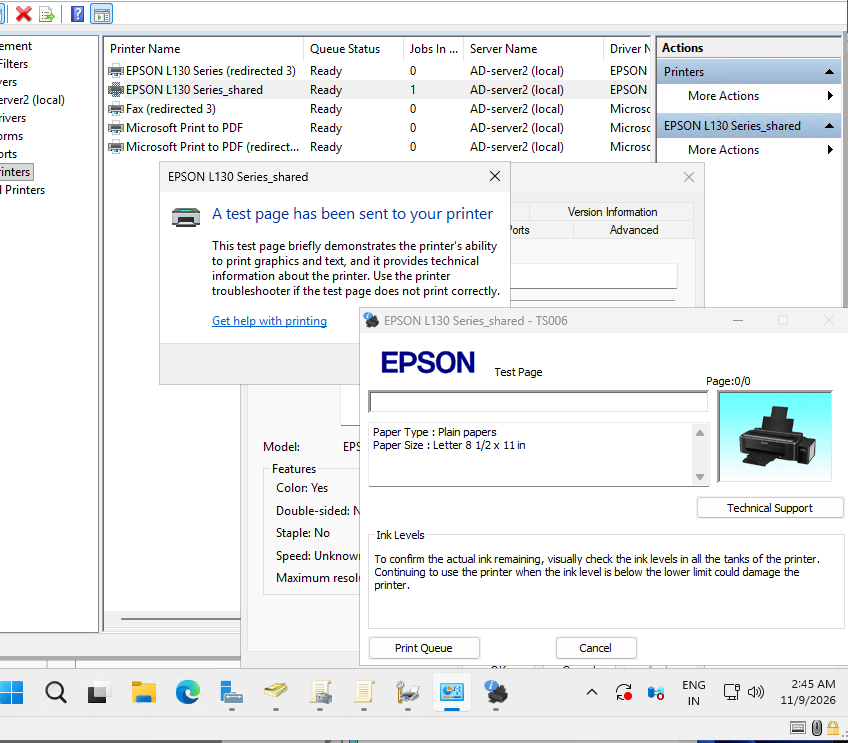 ement
Filters
vers
erver2 (local)
rivers
orms
orts
rinters
l Printers
Printer Name Queue Status Jobs In ... Server Name Driver N
EPSON L130 Series (redirected 3) Ready 0 AD-server2 (local) EPSON
EPSON L130 Series_shared Ready 1 AD-server2 (local) EPSON
Fax (redirected 3) Ready 0 AD-server2 (local) Microsc
Microsoft Print to PDF Ready 0 AD-server2 (local) Microsc
Microsoft Print to PDF (redirect... Ready 0 AD-server2 (local) Microsc
Actions
Printers
More Actions
EPSON L130 Series_shared
More Actions
EPSON L130 Series_shared
A test page has been sent to your printer
This test page briefly demonstrates the printer's ability
to print graphics and text, and it provides technical
information about the printer. Use the printer
troubleshooter if the test page does not print correctly.
Get help with printing
Version Information
Ports Advanced
Model: EPS
Features
Color: Yes
Double-sided: N
Staple: No
Speed: Unknown
Maximum resolu
EPSON L130 Series_shared - TS006
EPSON Test Page
Page:0/0
Paper Type : Plain papers
Paper Size : Letter 8 1/2 x 11 in
Technical Support
Ink Levels
To confirm the actual ink remaining, visually check the ink levels in all the tanks of the printer.
Continuing to use the printer when the ink level is below the lower limit could damage the
printer.
Print Queue Cancel
ENG
IN
2:45 AM
11/9/2026